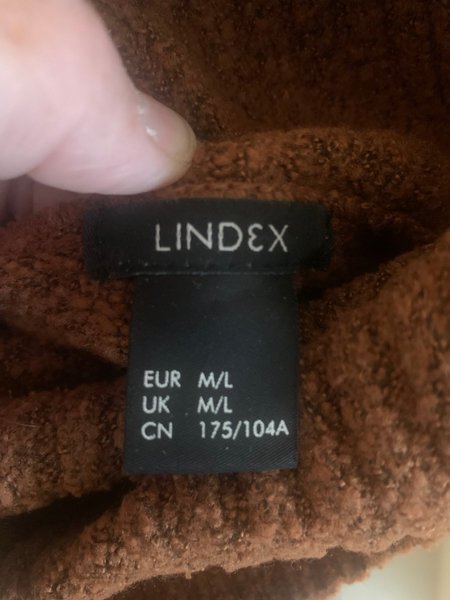 LINDEX
EUR M/L
UK M/L
CN 175/104A